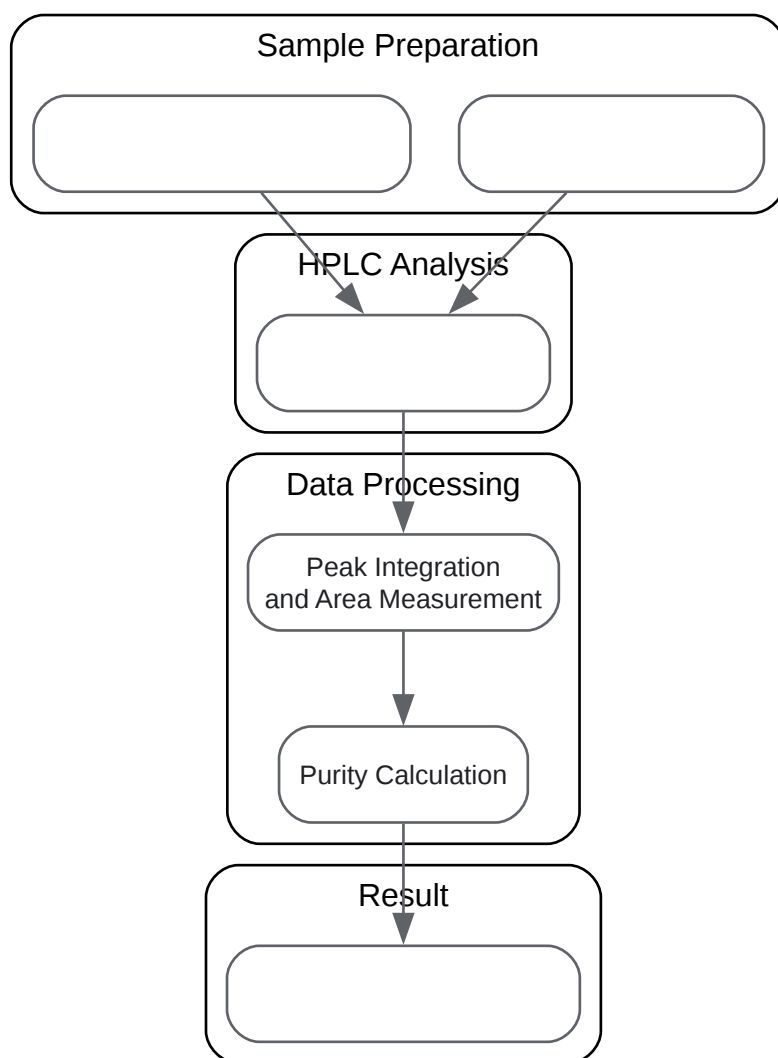 Sample Preparation
HPLC Analysis
Data Processing
Peak Integration
and Area Measurement
Purity Calculation
Result